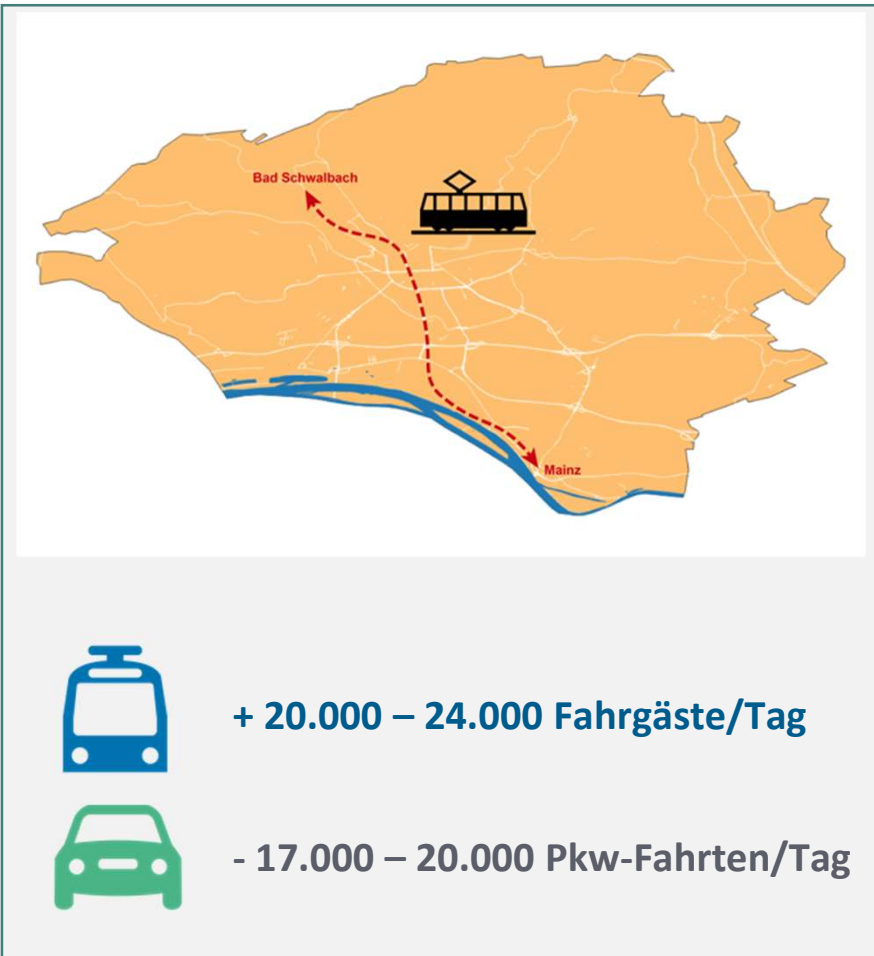 Bad Schwalbach
Mainz
+ 20.000 – 24.000 Fahrgäste/Tag
- 17.000 – 20.000 Pkw-Fahrten/Tag